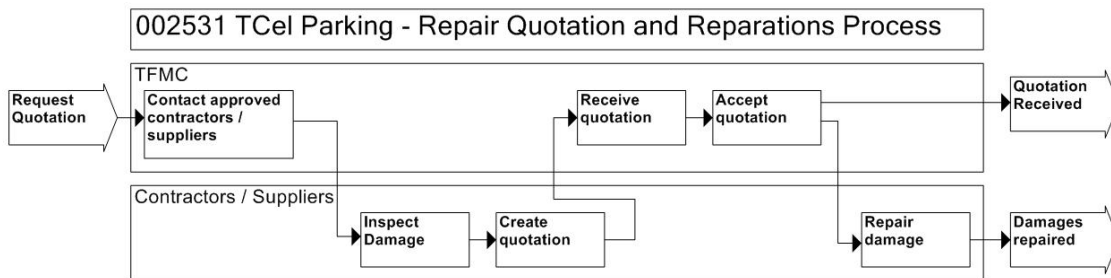 002531 TCel Parking - Repair Quotation and Reparations Process
TFMC
Request
Quotation
Contact approved
contractors /
suppliers
Receive
quotation
Accept
quotation
Quotation
Received
Contractors / Suppliers
Inspect
Damage
Create
quotation
Repair
damage
Damages
repaired